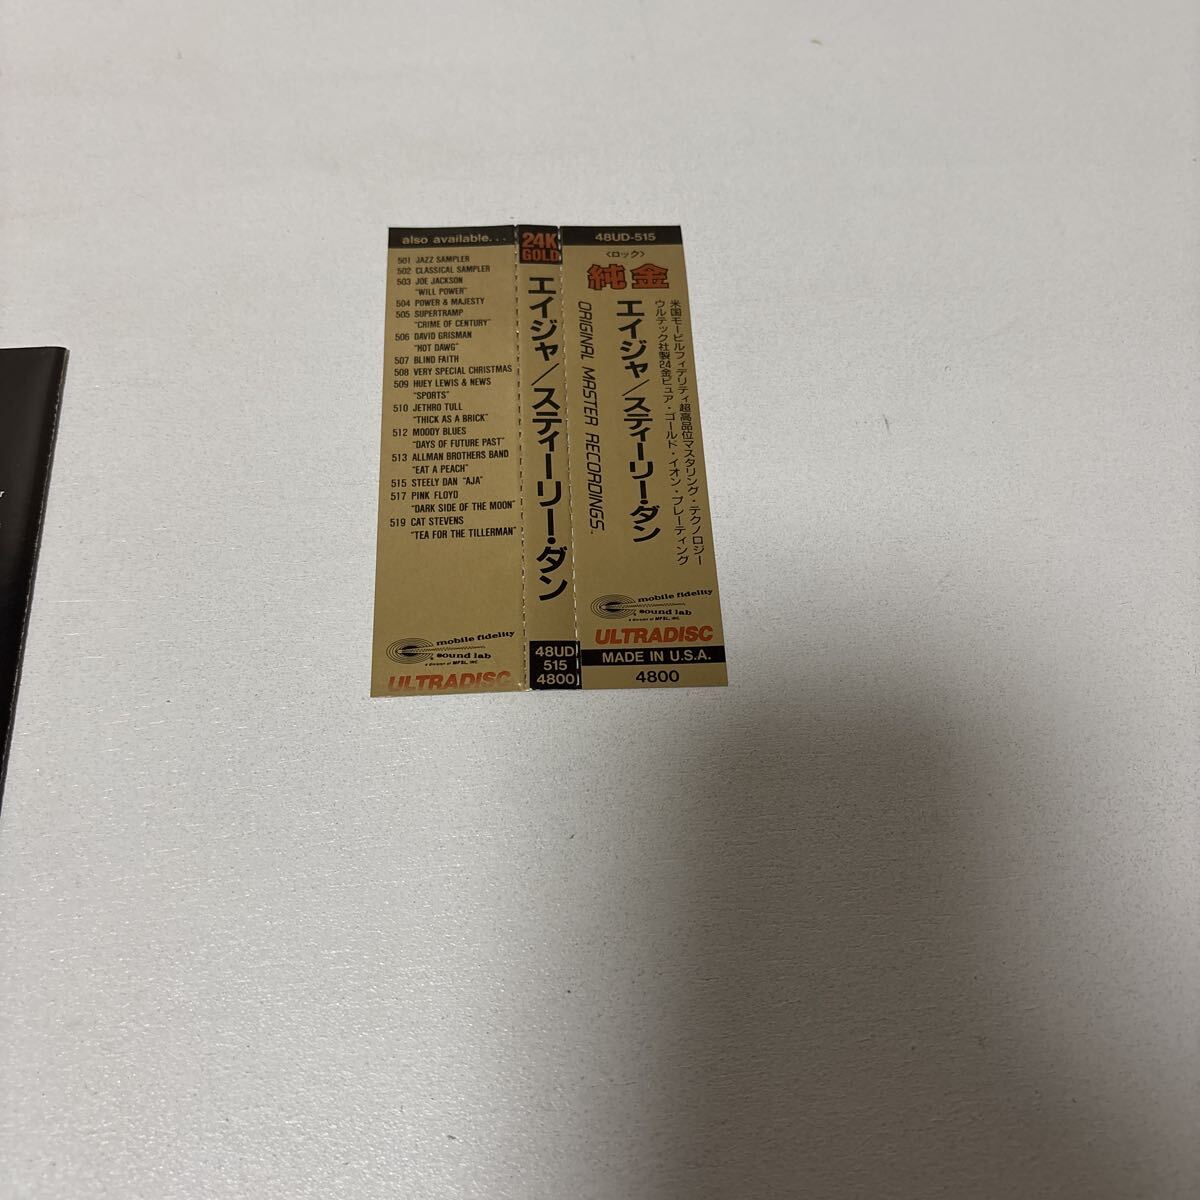 also available...
501 JAZZ SAMPLER
502 CLASSICAL SAMPLER
503 JOE JACKSON
"WILL POWER"
504 POWER & MAJESTY
505 SUPERTRAMP
"CRIME OF CENTURY"
506 DAVID GRISMAN
"HOT DAWG"
507 BLIND FAITH
508 VERY SPECIAL CHRISTMAS
509 HUEY LEWIS & NEWS
"SPORTS"
510 JETHRO TULL
"THICK AS A BRICK"
512 MOODY BLUES
"DAYS OF FUTURE PAST"
513 ALLMAN BROTHERS BAND
"EAT A PEACH"
515 STEELY DAN "AJA"
517 PINK FLOYD
"DARK SIDE OF THE MOON"
519 CAT STEVENS
"TEA FOR THE TILLERMAN"
mobile fidelity
sound lab
A Division of MFSL, INC.
ULTRADISC
24K
GOLD
エイジャ/スティーリー・ダン
48UD
515
4800
48UD-515
〈ロック〉
純金
米国モービルフィデリティ超高品位マスタリング・テクノロジー
ウルテック社製24金ピュア・ゴールド・イオン・プレーティング
エイジャ/スティーリー・ダン
ORIGINAL MASTER RECORDINGS.
mobile fidelity
sound lab
A Division of MFSL, INC.
ULTRADISC
MADE IN U.S.A.
4800